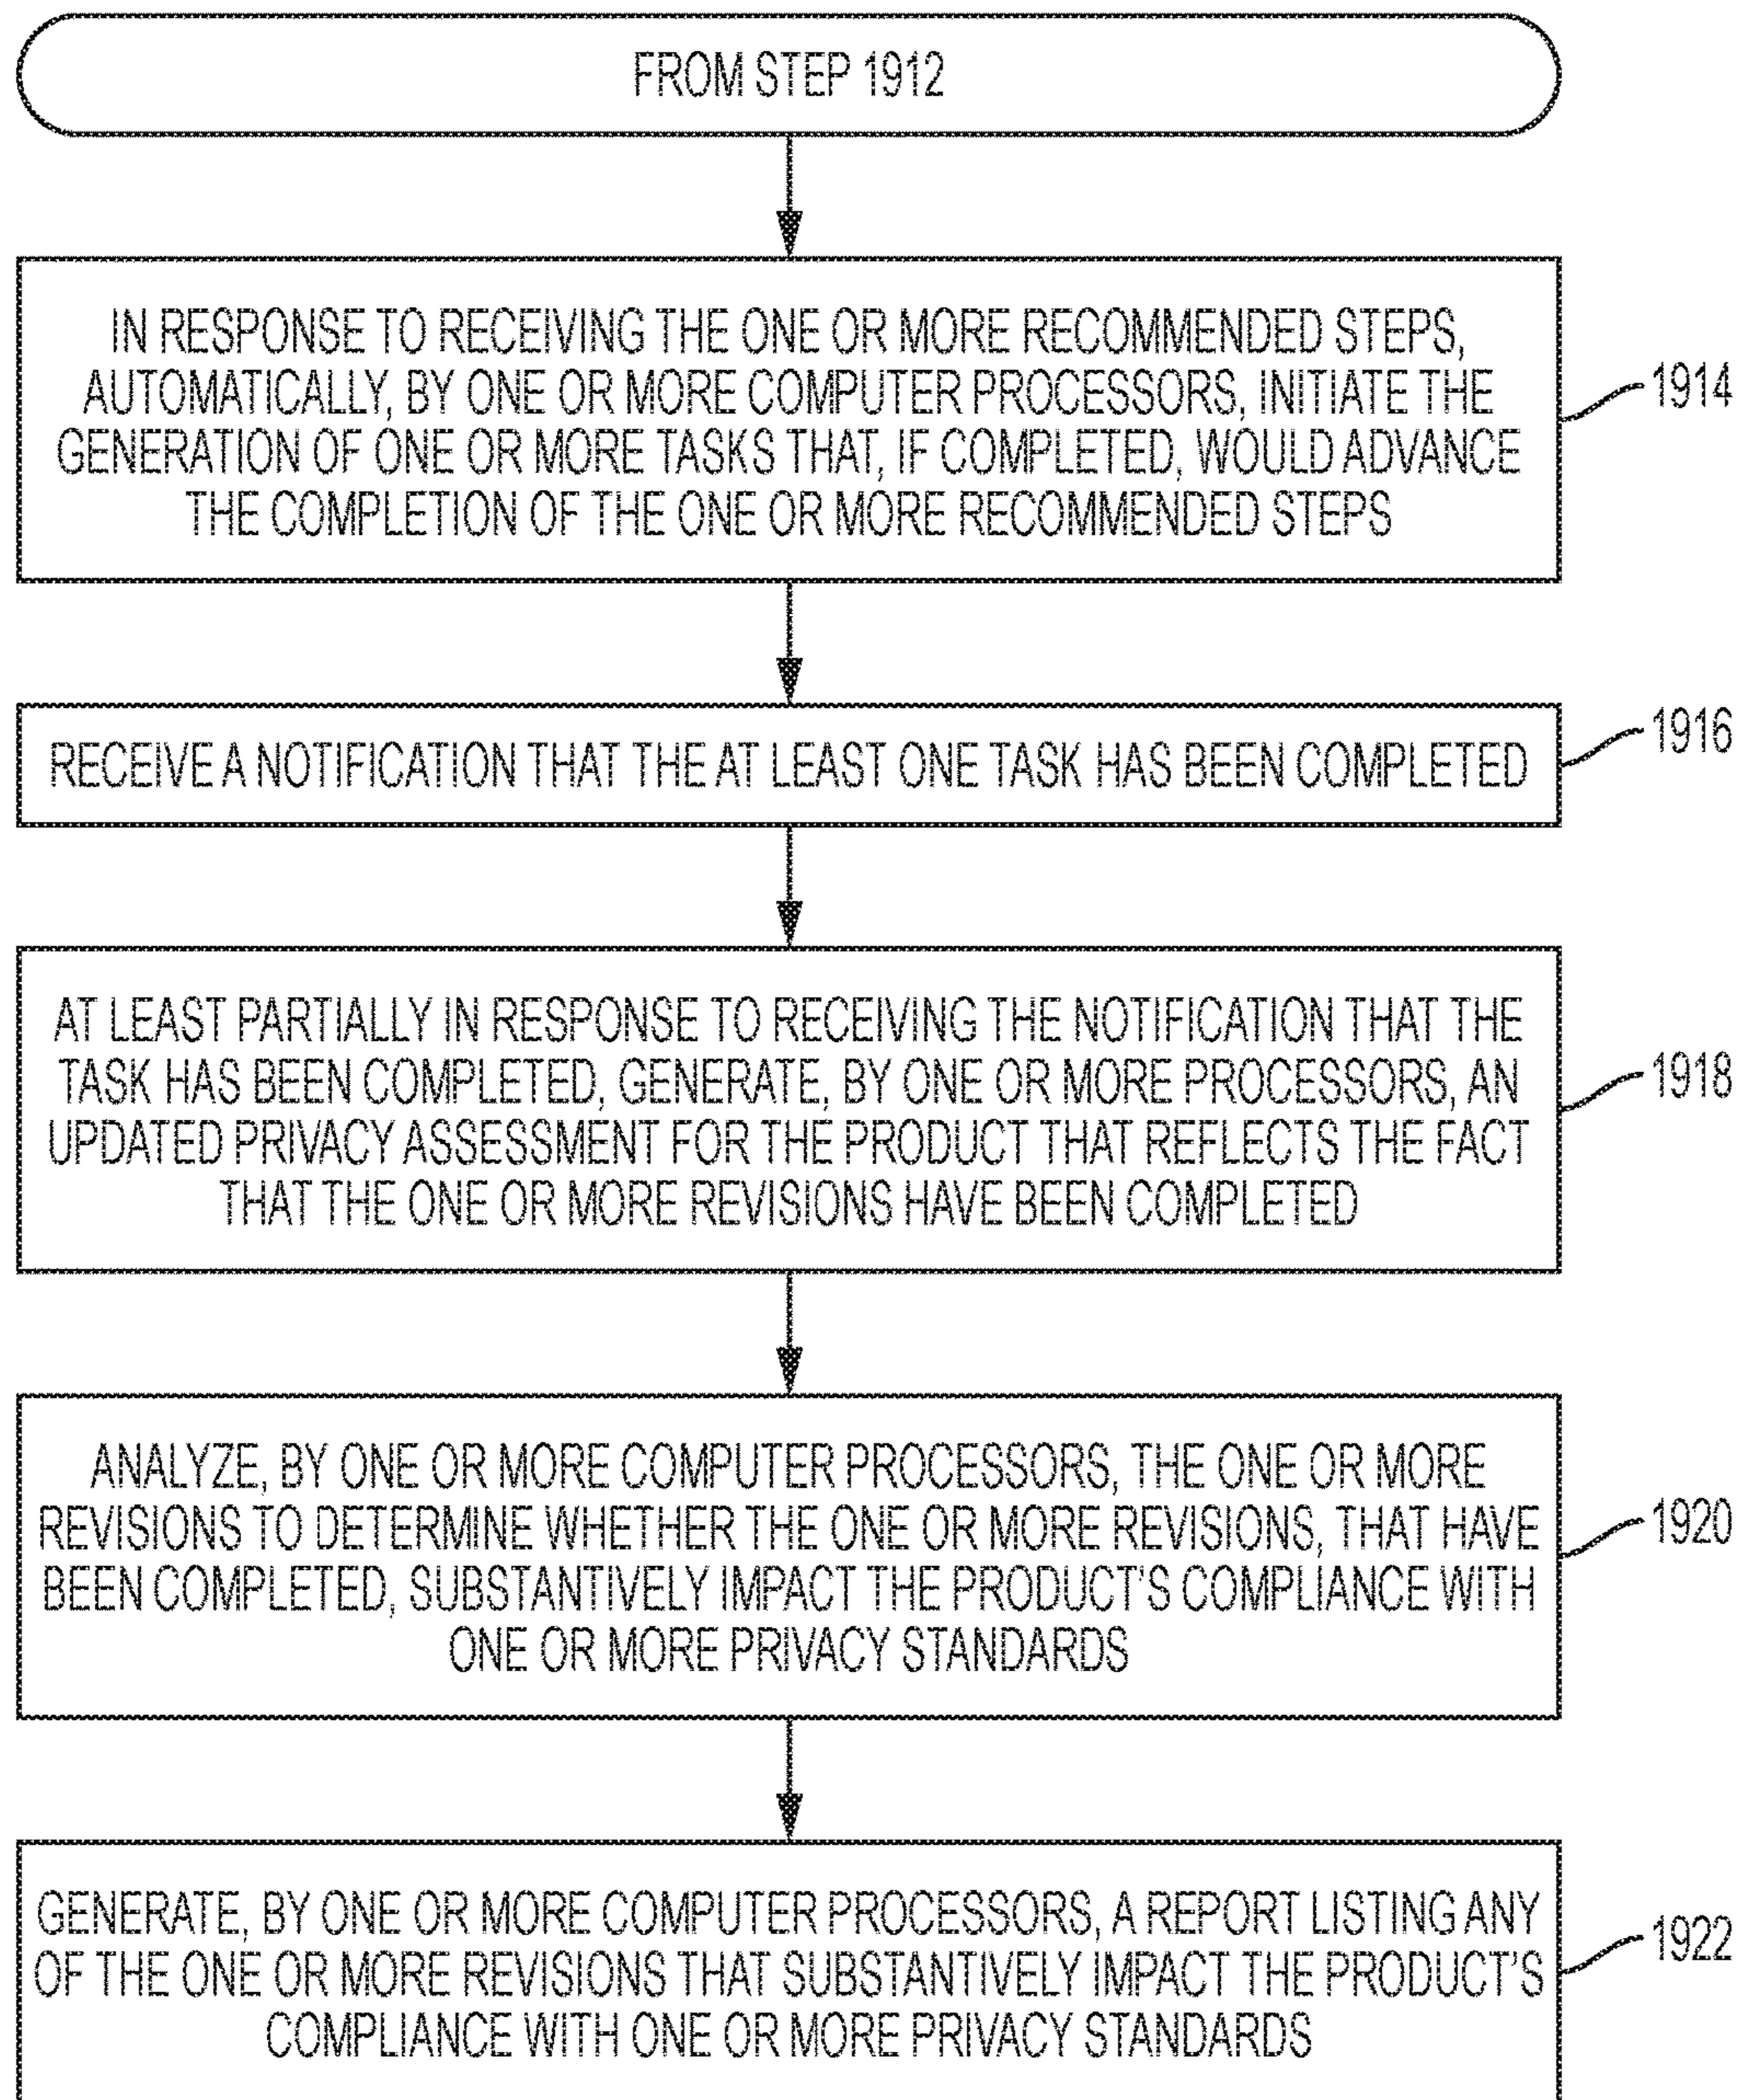 FROM STEP 1912
IN RESPONSE TO RECEIVING THE ONE OR MORE RECOMMENDED STEPS,
AUTOMATICALLY, BY ONE OR MORE COMPUTER PROCESSORS, INITIATE THE
GENERATION OF ONE OR MORE TASKS THAT, IF COMPLETED, WOULD ADVANCE
THE COMPLETION OF THE ONE OR MORE RECOMMENDED STEPS
1914
RECEIVE A NOTIFICATION THAT THE AT LEAST ONE TASK HAS BEEN COMPLETED
1916
AT LEAST PARTIALLY IN RESPONSE TO RECEIVING THE NOTIFICATION THAT THE
TASK HAS BEEN COMPLETED, GENERATE, BY ONE OR MORE PROCESSORS, AN
UPDATED PRIVACY ASSESSMENT FOR THE PRODUCT THAT REFLECTS THE FACT
THAT THE ONE OR MORE REVISIONS HAVE BEEN COMPLETED
1918
ANALYZE, BY ONE OR MORE COMPUTER PROCESSORS, THE ONE OR MORE
REVISIONS TO DETERMINE WHETHER THE ONE OR MORE REVISIONS, THAT HAVE
BEEN COMPLETED, SUBSTANTIVELY IMPACT THE PRODUCT'S COMPLIANCE WITH
ONE OR MORE PRIVACY STANDARDS
1920
GENERATE, BY ONE OR MORE COMPUTER PROCESSORS, A REPORT LISTING ANY
OF THE ONE OR MORE REVISIONS THAT SUBSTANTIVELY IMPACT THE PRODUCT'S
COMPLIANCE WITH ONE OR MORE PRIVACY STANDARDS
1922